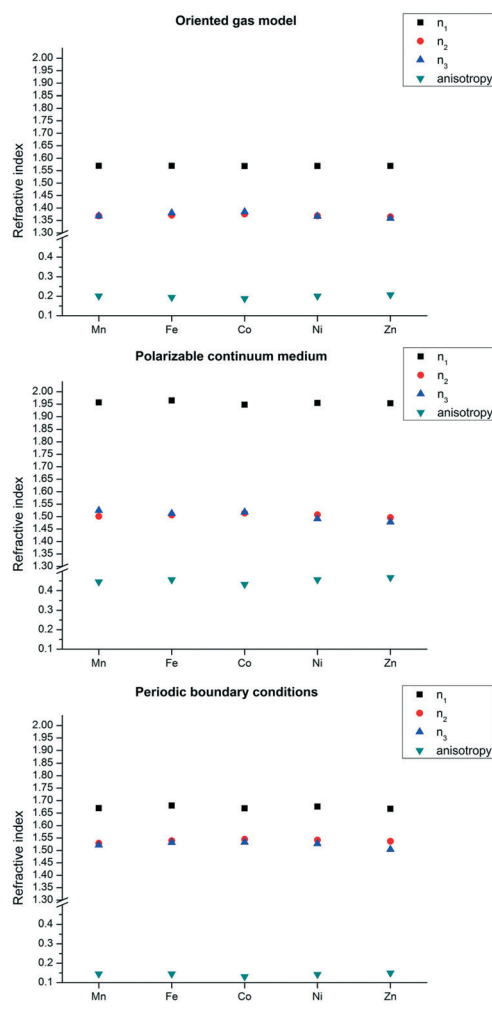 Oriented gas model
n₁
n₂
n₃
anisotropy
Refractive index
2.00
1.95
1.90
1.85
1.80
1.75
1.70
1.65
1.60
1.55
1.50
1.45
1.40
1.35
1.30
0.4
0.3
0.2
0.1
Mn Fe Co Ni Zn
Polarizable continuum medium
n₁
n₂
n₃
anisotropy
Refractive index
2.00
1.95
1.90
1.85
1.80
1.75
1.70
1.65
1.60
1.55
1.50
1.45
1.40
1.35
1.30
0.4
0.3
0.2
0.1
Mn Fe Co Ni Zn
Periodic boundary conditions
n₁
n₂
n₃
anisotropy
Refractive index
2.00
1.95
1.90
1.85
1.80
1.75
1.70
1.65
1.60
1.55
1.50
1.45
1.40
1.35
1.30
0.4
0.3
0.2
0.1
Mn Fe Co Ni Zn